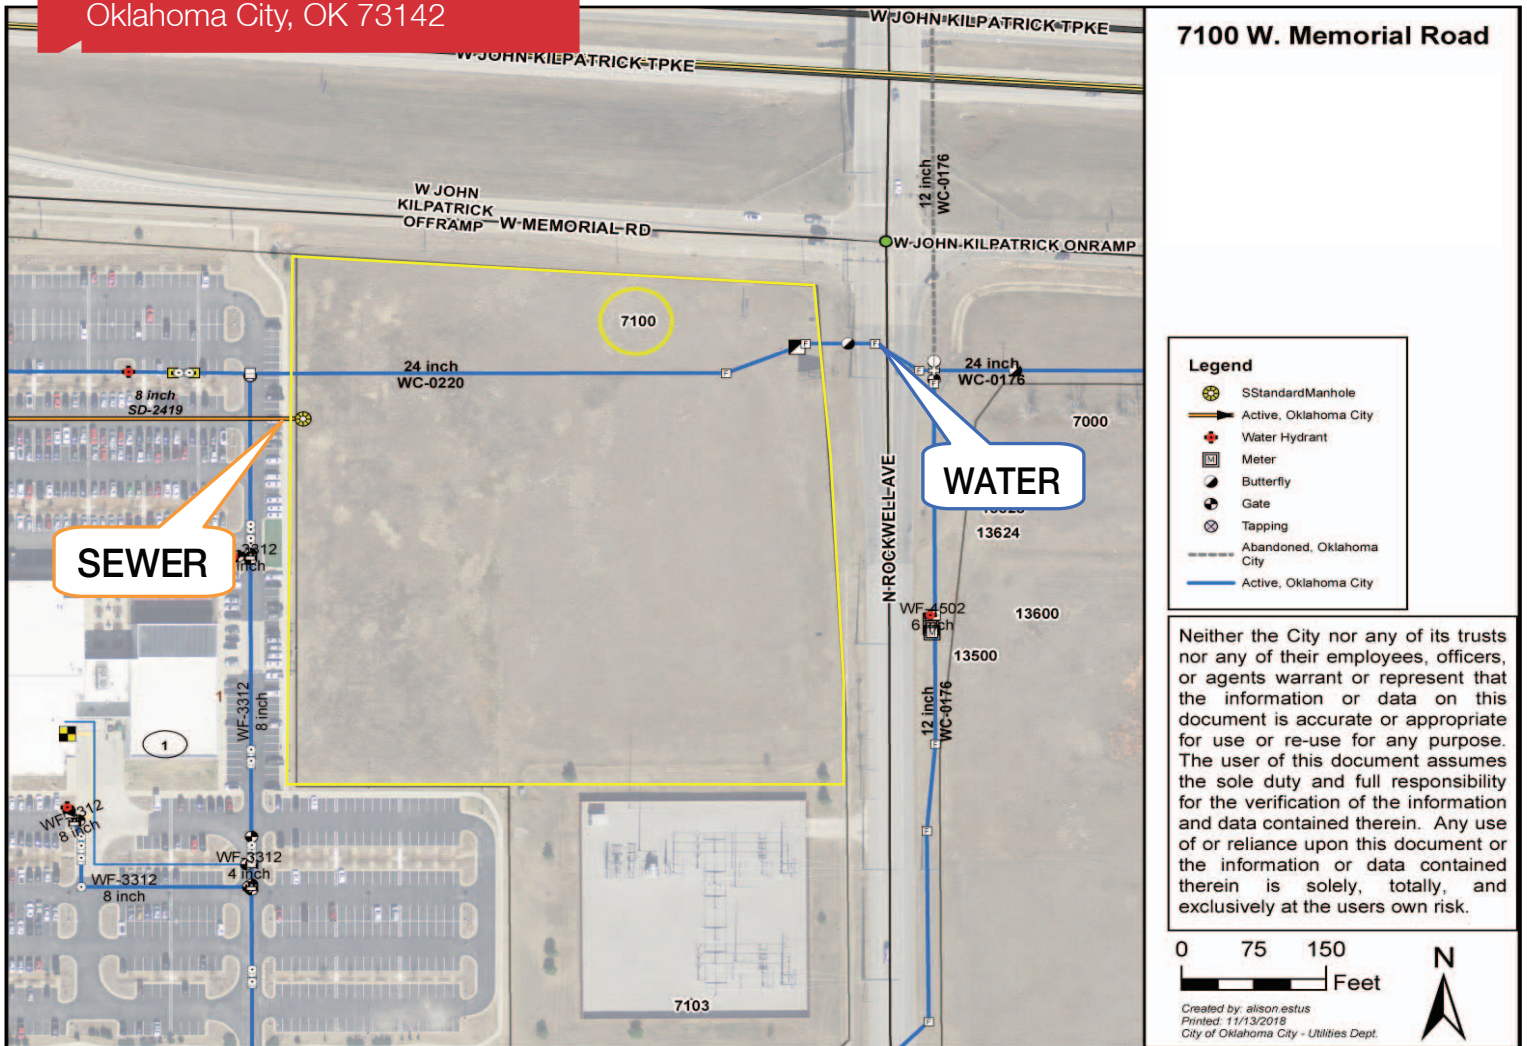 Oklahoma City, OK 73142
W JOHN KILPATRICK TPKE
W JOHN KILPATRICK TPKE
7100 W. Memorial Road
12 inch
WC-0176
W JOHN
KILPATRICK
OFFRAMP
W MEMORIAL RD
W JOHN KILPATRICK ONRAMP
7100
F
F
F
F
F
24 inch
WC-0220
24 inch
WC-0176
8 inch
SD-2419
7000
N ROCKWELL AVE
WATER
SEWER
13624
3312
inch
WF-4502
6 inch
M
13600
13500
WF-3312
8 inch
12 inch
WC-0176
F
1
1
WF-3312
8 inch
F
WF-3312
4 inch
WF-3312
8 inch
7103
F
Legend
SStandardManhole
Active, Oklahoma City
Water Hydrant
M
Meter
Butterfly
Gate
Tapping
Abandoned, Oklahoma
City
Active, Oklahoma City
Neither the City nor any of its trusts
nor any of their employees, officers,
or agents warrant or represent that
the information or data on this
document is accurate or appropriate
for use or re-use for any purpose.
The user of this document assumes
the sole duty and full responsibility
for the verification of the information
and data contained therein. Any use
of or reliance upon this document or
the information or data contained
therein is solely, totally, and
exclusively at the users own risk.
0 75 150
Feet
N
Created by: alison.estus
Printed: 11/13/2018
City of Oklahoma City - Utilities Dept.